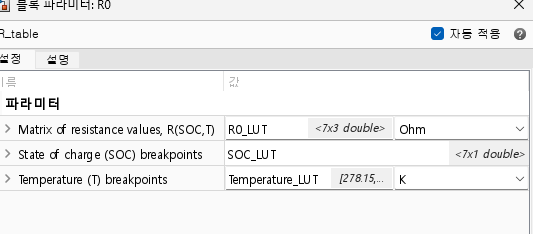 블록 파라미터: R0
R_table
자동 적용
설정 설명
이름 값
파라미터
Matrix of resistance values, R(SOC,T) R0_LUT <7x3 double> Ohm
State of charge (SOC) breakpoints SOC_LUT <7x1 double>
Temperature (T) breakpoints Temperature_LUT [278.15,... K